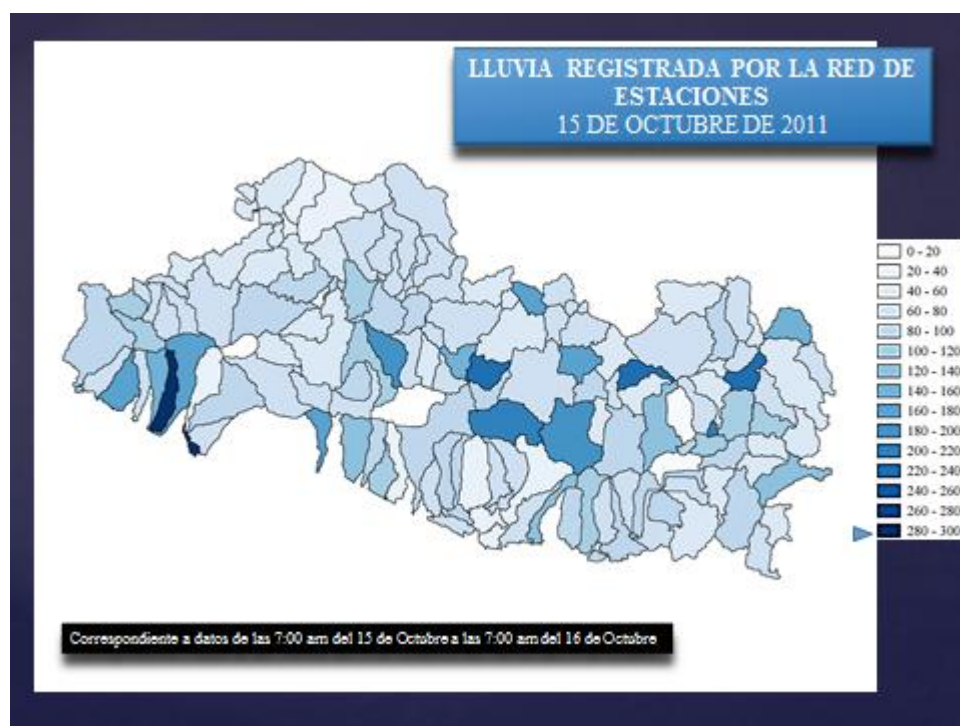 LLUVIA REGISTRADA POR LA RED DE
ESTACIONES
15 DE OCTUBRE DE 2011
0 - 20
20 - 40
40 - 60
60 - 80
80 - 100
100 - 120
120 - 140
140 - 160
160 - 180
180 - 200
200 - 220
220 - 240
240 - 260
260 - 280
280 - 300
Correspondiente a datos de las 7:00 am del 15 de Octubre a las 7:00 am del 16 de Octubre